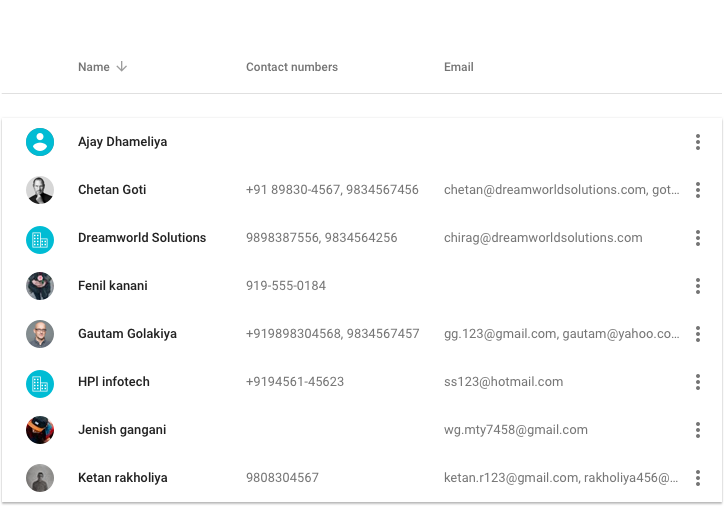 Name Contact numbers Email
Ajay Dhameliya
Chetan Goti +91 89830-4567, 9834567456 chetan@dreamworldsolutions.com, got...
Dreamworld Solutions 9898387556, 9834564256 chirag@dreamworldsolutions.com
Fenil kanani 919-555-0184
Gautam Golakiya +919898304568, 9834567457 gg.123@gmail.com, gautam@yahoo.co...
HPI infotech +9194561-45623 ss123@hotmail.com
Jenish gangani wg.mty7458@gmail.com
Ketan rakholiya 9808304567 ketan.r123@gmail.com, rakholiya456@...